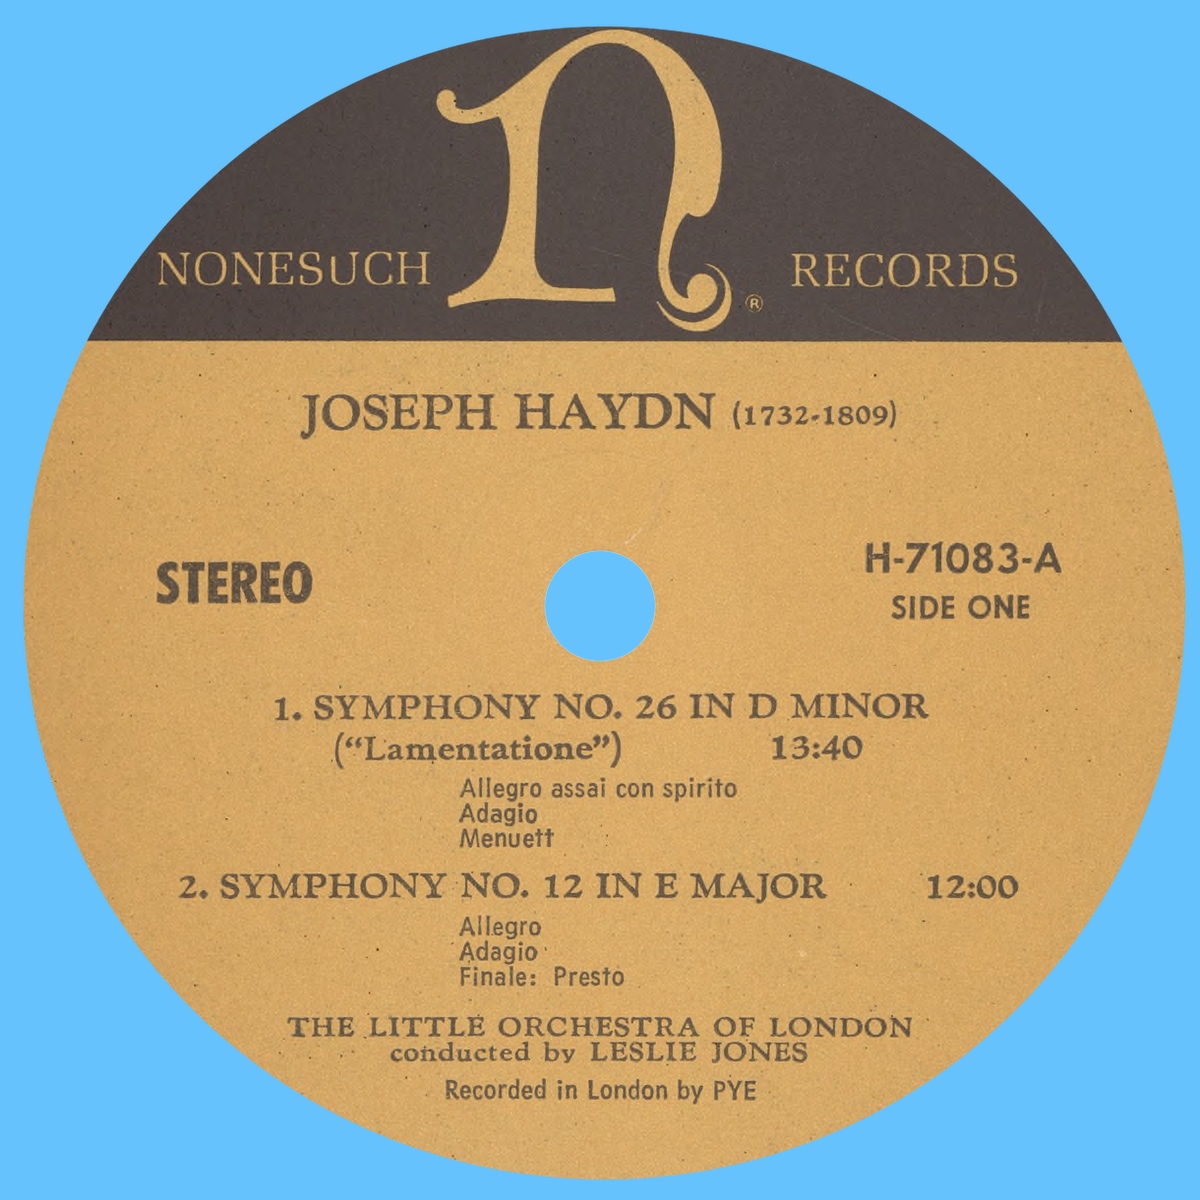 n
NONESUCH RECORDS
®
JOSEPH HAYDN (1732-1809)
STEREO
H-71083-A
SIDE ONE
1. SYMPHONY NO. 26 IN D MINOR
(“Lamentatione”) 13:40
Allegro assai con spirito
Adagio
Menuett
2. SYMPHONY NO. 12 IN E MAJOR 12:00
Allegro
Adagio
Finale: Presto
THE LITTLE ORCHESTRA OF LONDON
conducted by LESLIE JONES
Recorded in London by PYE